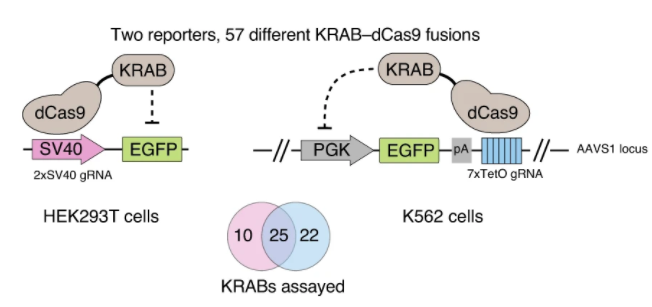 Two reporters, 57 different KRAB–dCas9 fusions
KRAB
dCas9
SV40
EGFP
2xSV40 gRNA
HEK293T cells
KRAB
dCas9
PGK
EGFP
pA
AAVS1 locus
7xTetO gRNA
K562 cells
10 25 22
KRABs assayed